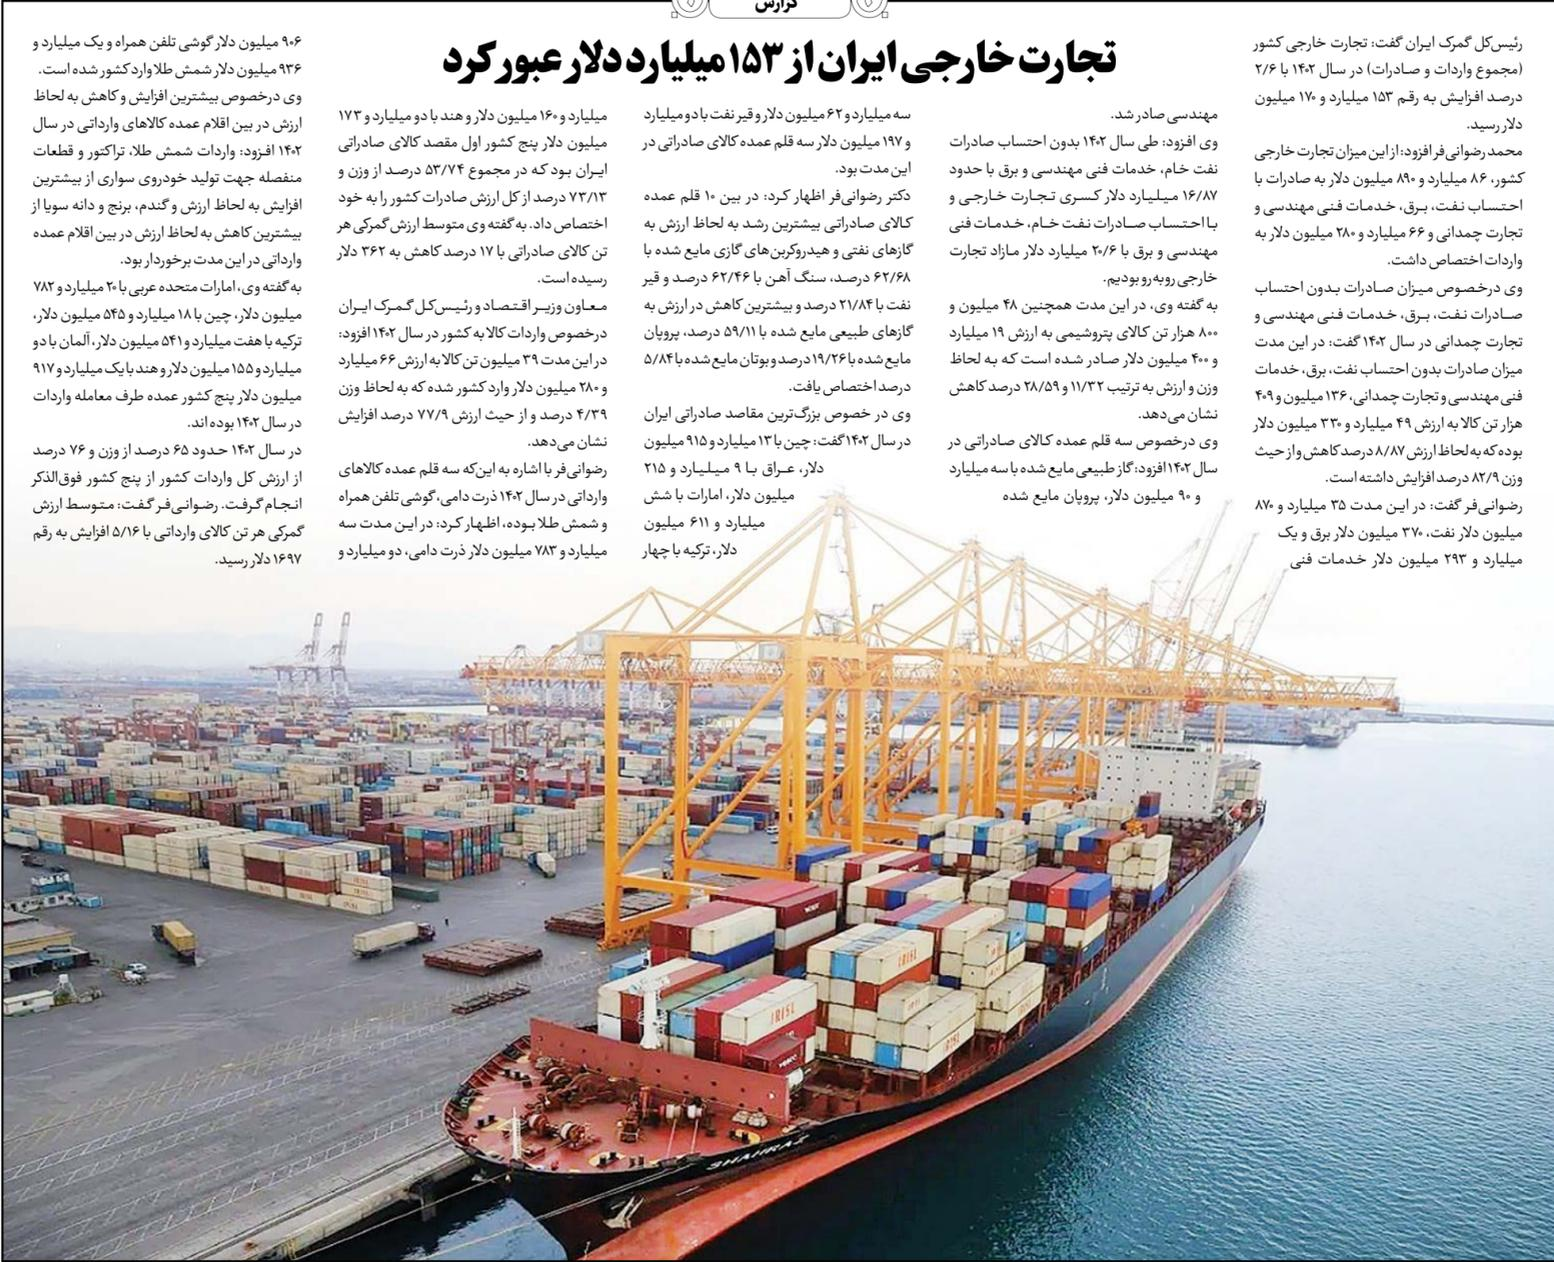 گزارش
تجارت خارجی ایران از ۱۵۳ میلیارد دلار عبور کرد
رئیس‌کل گمرک ایران گفت: تجارت خارجی کشور
(مجموع واردات و صادرات) در سال ۱۴۰۲ با ۲/۶
درصد افزایش به رقم ۱۵۳ میلیارد و ۱۷۰ میلیون
دلار رسید.
محمد رضوانی‌فر افزود: از این میزان تجارت خارجی
کشور، ۸۶ میلیارد و ۸۹۰ میلیون دلار به صادرات با
احتساب نفت، برق، خدمات فنی مهندسی و
تجارت چمدانی و ۶۶ میلیارد و ۲۸۰ میلیون دلار به
واردات اختصاص داشت.
وی درخصوص میزان صادرات بدون احتساب
صادرات نفت، برق، خدمات فنی مهندسی و
تجارت چمدانی در سال ۱۴۰۲ گفت: در این مدت
میزان صادرات بدون احتساب نفت، برق، خدمات
فنی مهندسی و تجارت چمدانی، ۱۳۶ میلیون و ۴۰۹
هزار تن کالا به ارزش ۴۹ میلیارد و ۳۳۰ میلیون دلار
بوده که به لحاظ ارزش ۸/۸۷ درصد کاهش و از حیث
وزن ۸۲/۹ درصد افزایش داشته است.
رضوانی‌فر گفت: در این مدت ۳۵ میلیارد و ۸۷۰
میلیون دلار نفت، ۳۷۰ میلیون دلار برق و یک
میلیارد و ۲۹۳ میلیون دلار خدمات فنی
مهندسی صادر شد.
وی افزود: طی سال ۱۴۰۲ بدون احتساب صادرات
نفت خام، خدمات فنی مهندسی و برق با حدود
۱۶/۸۷ میلیارد دلار کسری تجارت خارجی و
با احتساب صادرات نفت خام، خدمات فنی
مهندسی و برق با ۲۰/۶ میلیارد دلار مازاد تجارت
خارجی روبه‌رو بودیم.
به گفته وی، در این مدت همچنین ۴۸ میلیون و
۸۰۰ هزار تن کالای پتروشیمی به ارزش ۱۹ میلیارد
و ۴۰۰ میلیون دلار صادر شده است که به لحاظ
وزن و ارزش به ترتیب ۱۱/۳۲ و ۲۸/۵۹ درصد کاهش
نشان می‌دهد.
وی درخصوص سه قلم عمده کالای صادراتی در
سال ۱۴۰۲ افزود: گاز طبیعی مایع شده با سه میلیارد
و ۹۰ میلیون دلار، پروپان مایع شده
سه میلیارد و ۶۲ میلیون دلار و قیر نفت با دو میلیارد
و ۱۹۷ میلیون دلار سه قلم عمده کالای صادراتی در
این مدت بود.
دکتر رضوانی‌فر اظهار کرد: در بین ۱۰ قلم عمده
کالای صادراتی بیشترین رشد به لحاظ ارزش به
گازهای نفتی و هیدروکربن‌های گازی مایع شده با
۶۲/۶۸ درصد، سنگ آهن با ۶۲/۴۶ درصد و قیر
نفت با ۲۱/۸۴ درصد و بیشترین کاهش در ارزش به
گازهای طبیعی مایع شده با ۵۹/۱۱ درصد، پروپان
مایع شده با ۱۹/۲۶ درصد و بوتان مایع شده با ۵/۸۴
درصد اختصاص یافت.
وی در خصوص بزرگ‌ترین مقاصد صادراتی ایران
در سال ۱۴۰۲ گفت: چین با ۱۳ میلیارد و ۹۱۵ میلیون
دلار، عراق با ۹ میلیارد و ۲۱۵
میلیون دلار، امارات با شش
میلیارد و ۶۱۱ میلیون
دلار، ترکیه با چهار
میلیارد و ۱۶۰ میلیون دلار و هند با دو میلیارد و ۱۷۳
میلیون دلار پنج کشور اول مقصد کالای صادراتی
ایران بود که در مجموع ۵۳/۷۴ درصد از وزن و
۷۳/۱۳ درصد از کل ارزش صادرات کشور را به خود
اختصاص داد. به گفته وی متوسط ارزش گمرکی هر
تن کالای صادراتی با ۱۷ درصد کاهش به ۳۶۲ دلار
رسیده است.
معاون وزیر اقتصاد و رئیس‌کل گمرک ایران
درخصوص واردات کالا به کشور در سال ۱۴۰۲ افزود:
در این مدت ۳۹ میلیون تن کالا به ارزش ۶۶ میلیارد
و ۲۸۰ میلیون دلار وارد کشور شده که به لحاظ وزن
۴/۳۹ درصد و از حیث ارزش ۷۷/۹ درصد افزایش
نشان می‌دهد.
رضوانی‌فر با اشاره به این‌که سه قلم عمده کالاهای
وارداتی در سال ۱۴۰۲ ذرت دامی، گوشی تلفن همراه
و شمش طلا بوده، اظهار کرد: در این مدت سه
میلیارد و ۷۸۳ میلیون دلار ذرت دامی، دو میلیارد و
۹۰۶ میلیون دلار گوشی تلفن همراه و یک میلیارد و
۹۳۶ میلیون دلار شمش طلا وارد کشور شده است.
وی درخصوص بیشترین افزایش و کاهش به لحاظ
ارزش در بین اقلام عمده کالاهای وارداتی در سال
۱۴۰۲ افزود: واردات شمش طلا، تراکتور و قطعات
منفصله جهت تولید خودروی سواری از بیشترین
افزایش به لحاظ ارزش و گندم، برنج و دانه سویا از
بیشترین کاهش به لحاظ ارزش در بین اقلام عمده
وارداتی در این مدت برخوردار بود.
به گفته وی، امارات متحده عربی با ۲۰ میلیارد و ۷۸۲
میلیون دلار، چین با ۱۸ میلیارد و ۵۴۵ میلیون دلار،
ترکیه با هفت میلیارد و ۵۴۱ میلیون دلار، آلمان با دو
میلیارد و ۱۵۵ میلیون دلار و هند با یک میلیارد و ۹۱۷
میلیون دلار پنج کشور عمده طرف معامله واردات
در سال ۱۴۰۲ بوده اند.
در سال ۱۴۰۲ حدود ۶۵ درصد از وزن و ۷۶ درصد
از ارزش کل واردات کشور از پنج کشور فوق‌الذکر
انجام گرفت. رضوانی‌فر گفت: متوسط ارزش
گمرکی هر تن کالای وارداتی با ۵/۱۶ افزایش به رقم
۱۶۹۷ دلار رسید.
IRISL
IRISL
IRISL
SHAHRAZ